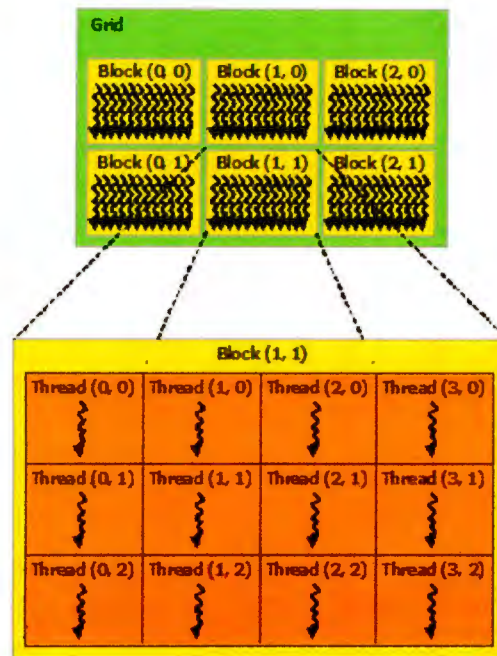 Grid
Block (0, 0) Block (1, 0) Block (2, 0)
Block (0, 1) Block (1, 1) Block (2, 1)
Block (1, 1)
Thread (0, 0) Thread (1, 0) Thread (2, 0) Thread (3, 0)
Thread (0, 1) Thread (1, 1) Thread (2, 1) Thread (3, 1)
Thread (0, 2) Thread (1, 2) Thread (2, 2) Thread (3, 2)